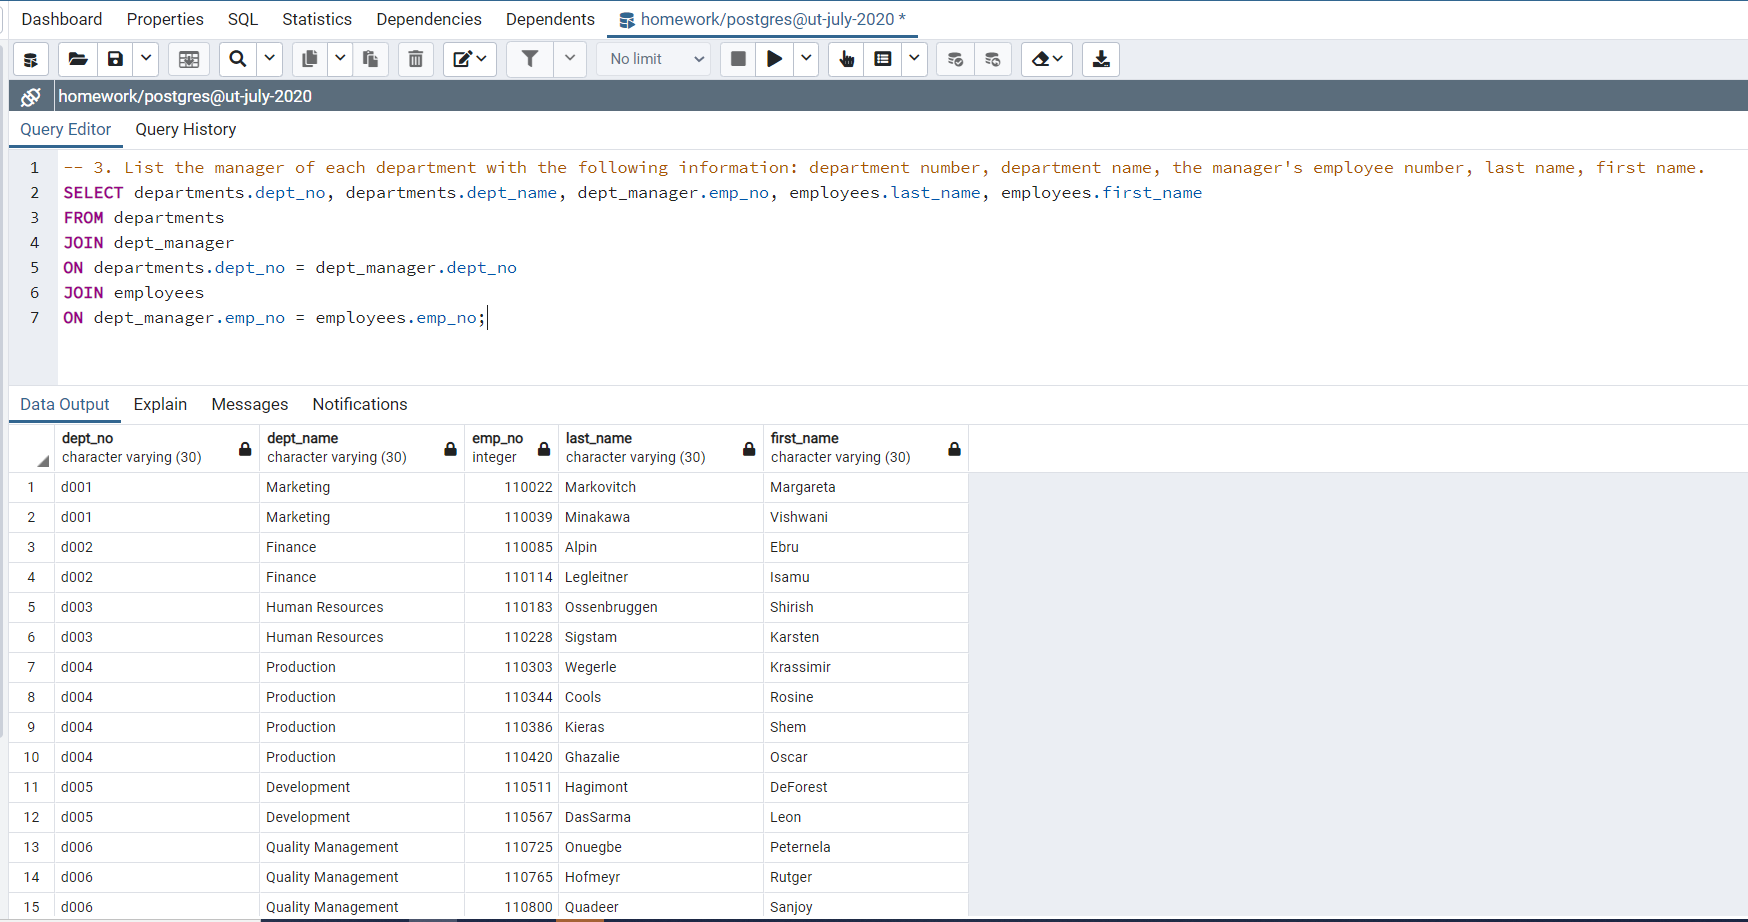 Dashboard Properties SQL Statistics Dependencies Dependents homework/postgres@ut-july-2020 *
No limit
homework/postgres@ut-july-2020
Query Editor Query History
1 -- 3. List the manager of each department with the following information: department number, department name, the manager's employee number, last name, first name.
2 SELECT departments.dept_no, departments.dept_name, dept_manager.emp_no, employees.last_name, employees.first_name
3 FROM departments
4 JOIN dept_manager
5 ON departments.dept_no = dept_manager.dept_no
6 JOIN employees
7 ON dept_manager.emp_no = employees.emp_no;
Data Output Explain Messages Notifications
dept_no dept_name emp_no last_name first_name
character varying (30) character varying (30) integer character varying (30) character varying (30)
1 d001 Marketing 110022 Markovitch Margareta
2 d001 Marketing 110039 Minakawa Vishwani
3 d002 Finance 110085 Alpin Ebru
4 d002 Finance 110114 Legleitner Isamu
5 d003 Human Resources 110183 Ossenbruggen Shirish
6 d003 Human Resources 110228 Sigstam Karsten
7 d004 Production 110303 Wegerle Krassimir
8 d004 Production 110344 Cools Rosine
9 d004 Production 110386 Kieras Shem
10 d004 Production 110420 Ghazalie Oscar
11 d005 Development 110511 Hagimont DeForest
12 d005 Development 110567 DasSarma Leon
13 d006 Quality Management 110725 Onuegbe Peternela
14 d006 Quality Management 110765 Hofmeyr Rutger
15 d006 Quality Management 110800 Quadeer Sanjoy